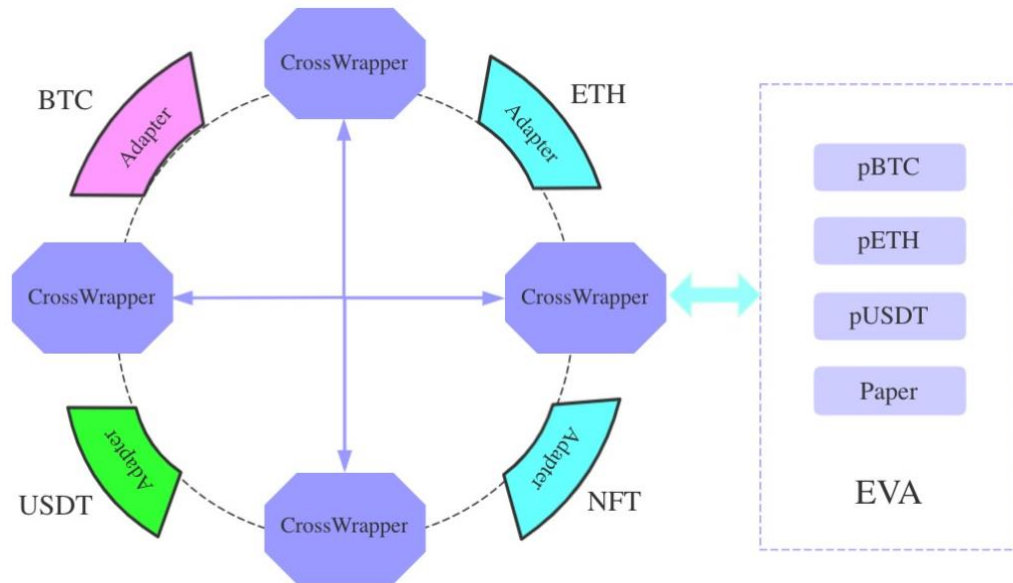 CrossWrapper
BTC
Adapter
ETH
Adapter
pBTC
pETH
CrossWrapper
CrossWrapper
pUSDT
Paper
Adapter
USDT
Adapter
NFT
EVA
CrossWrapper